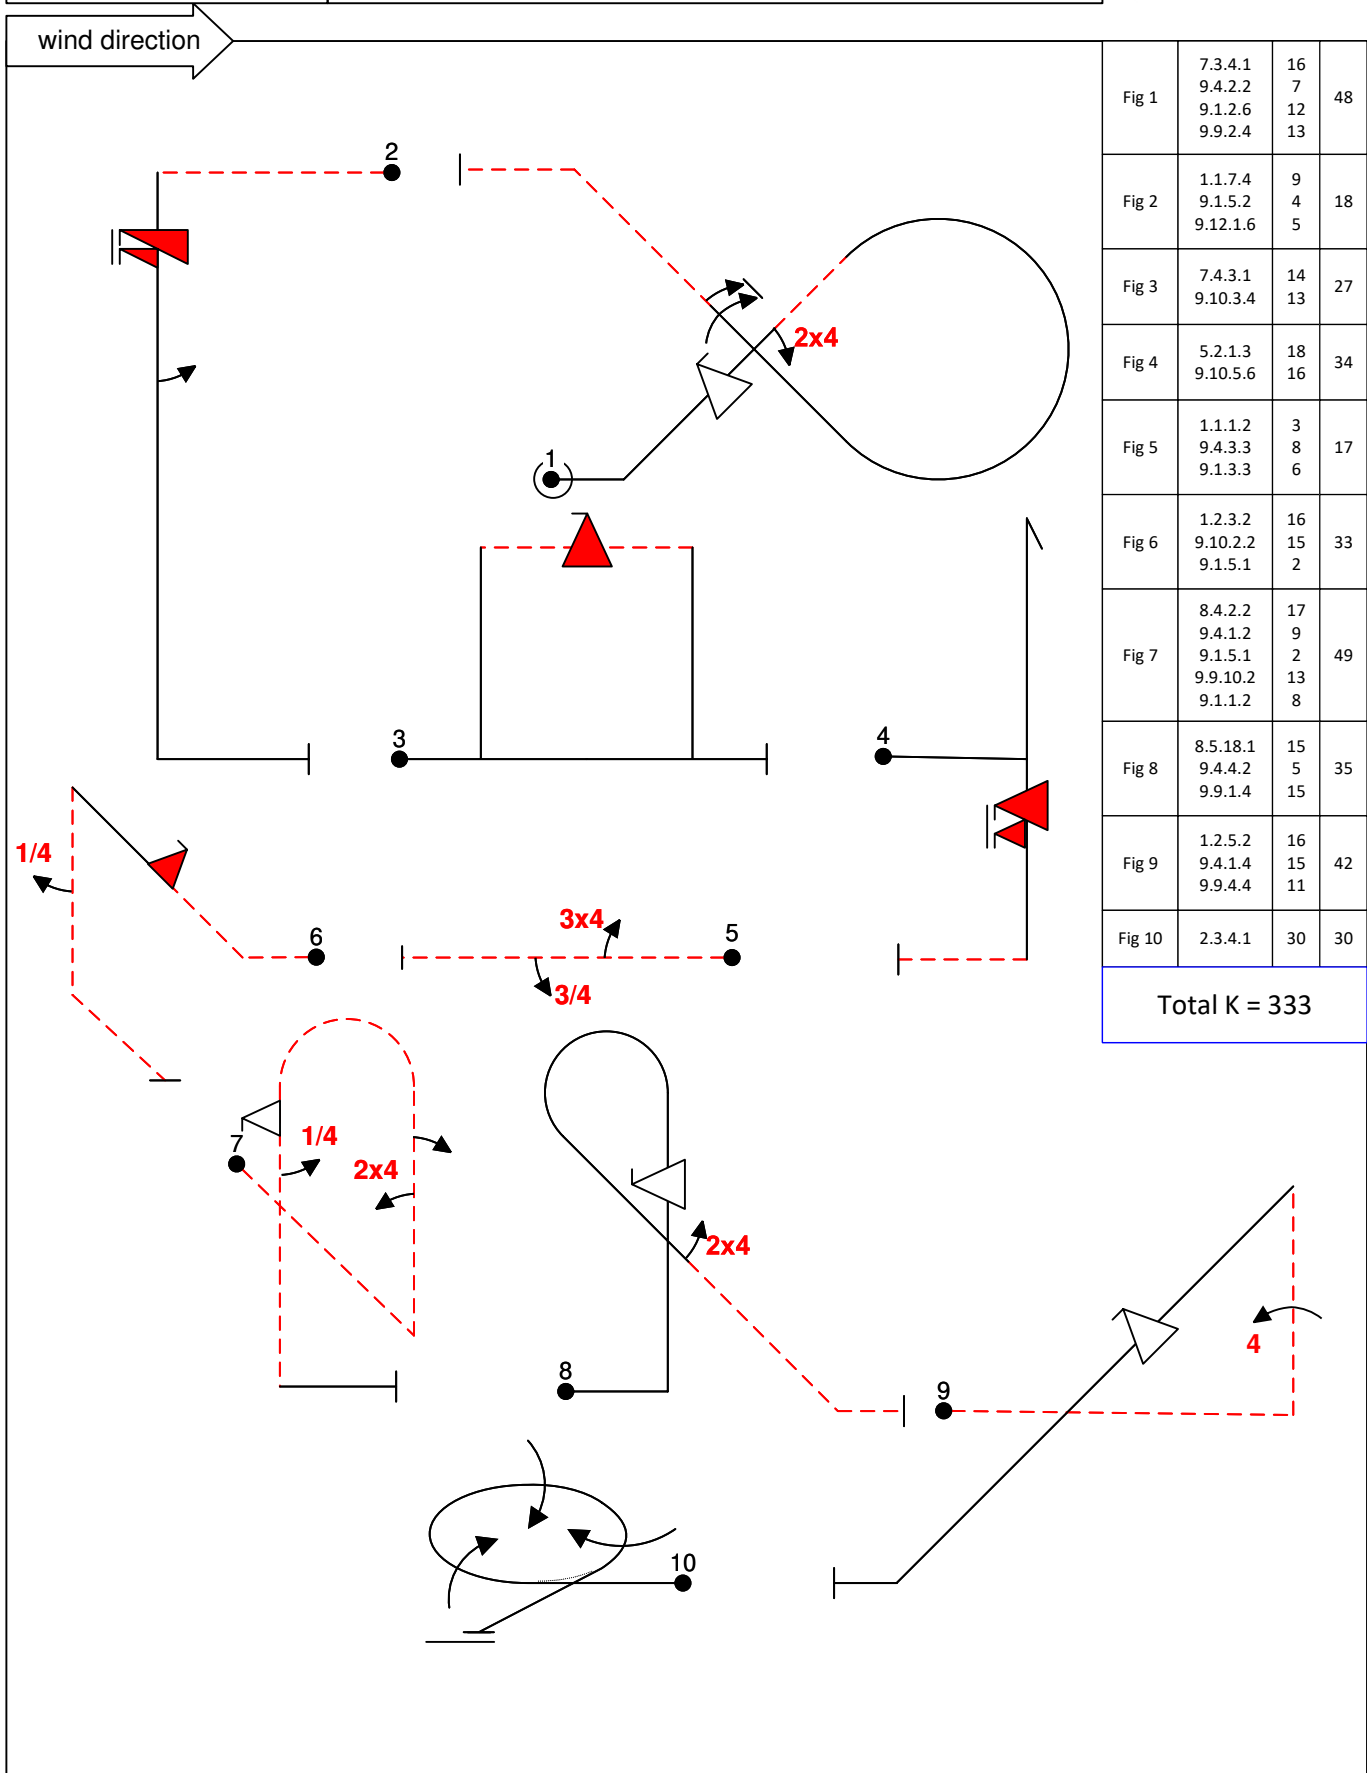 wind direction
Fig 1 7.3.4.1 16 48
9.4.2.2 7
9.1.2.6 12
9.9.2.4 13
Fig 2 1.1.7.4 9 18
9.1.5.2 4
9.12.1.6 5
Fig 3 7.4.3.1 14 27
9.10.3.4 13
Fig 4 5.2.1.3 18 34
9.10.5.6 16
Fig 5 1.1.1.2 3 17
9.4.3.3 8
9.1.3.3 6
Fig 6 1.2.3.2 16 33
9.10.2.2 15
9.1.5.1 2
Fig 7 8.4.2.2 17 49
9.4.1.2 9
9.1.5.1 2
9.9.10.2 13
9.1.1.2 8
Fig 8 8.5.18.1 15 35
9.4.4.2 5
9.9.1.4 15
Fig 9 1.2.5.2 16 42
9.4.1.4 15
9.9.4.4 11
Fig 10 2.3.4.1 30 30
Total K = 333
2
2x4
1
3
4
1/4
6
3x4
5
3/4
7
1/4
2x4
2x4
8
9
4
10